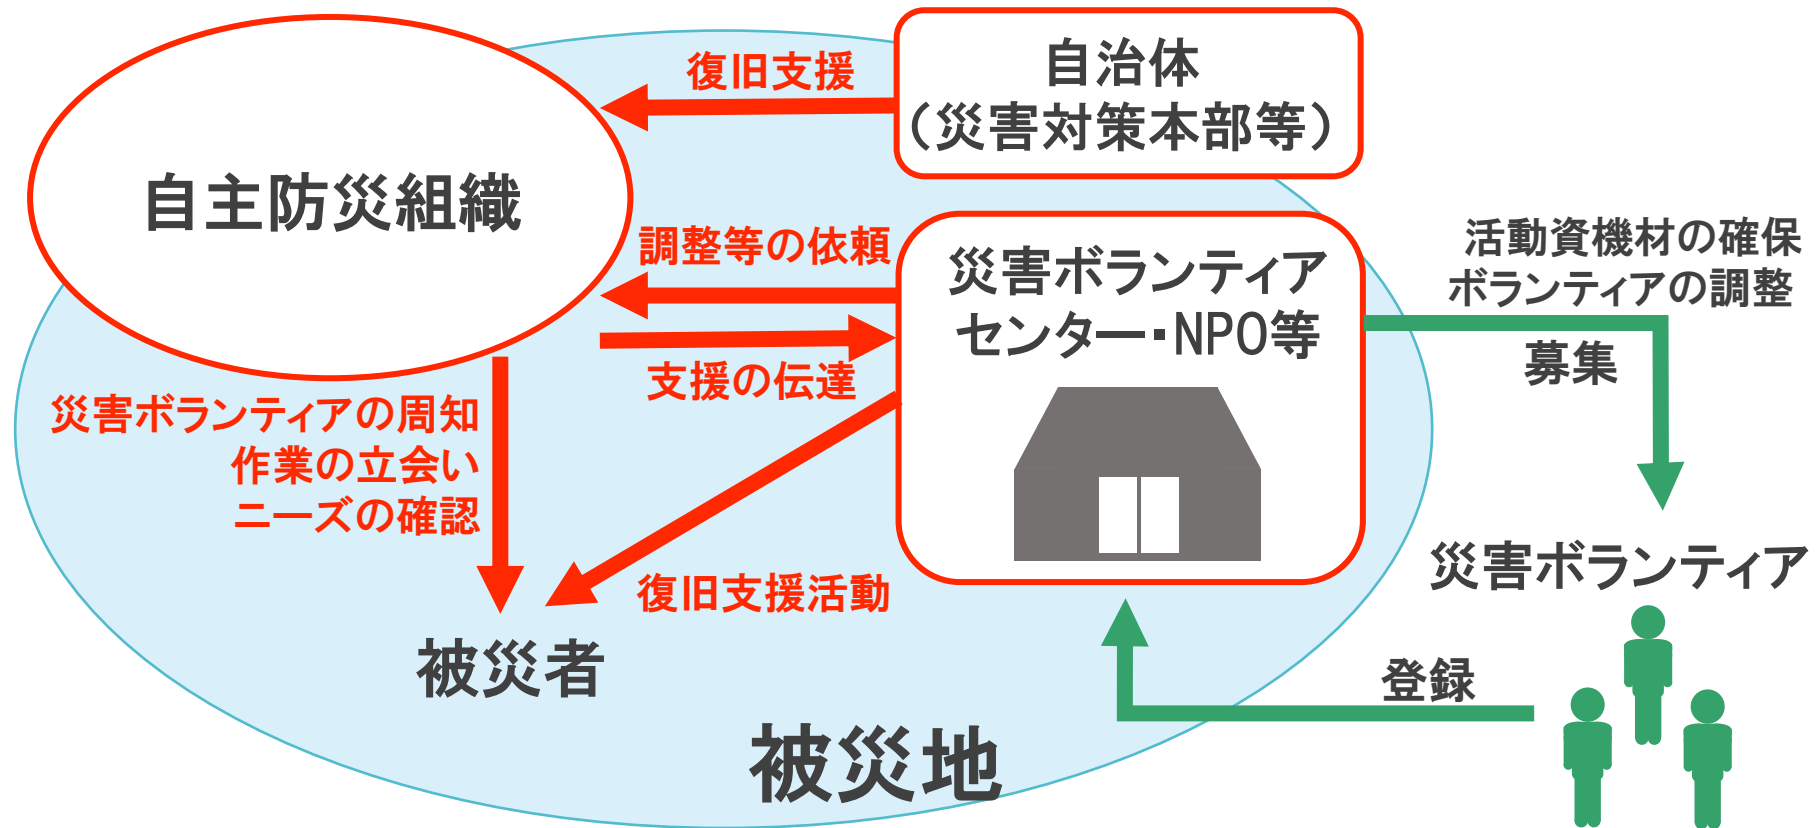 復旧支援
自治体
（災害対策本部等）
自主防災組織
調整等の依頼
災害ボランティア
センター・NPO等
活動資機材の確保
ボランティアの調整
募集
支援の伝達
災害ボランティアの周知
作業の立会い
ニーズの確認
復旧支援活動
災害ボランティア
被災者
登録
被災地